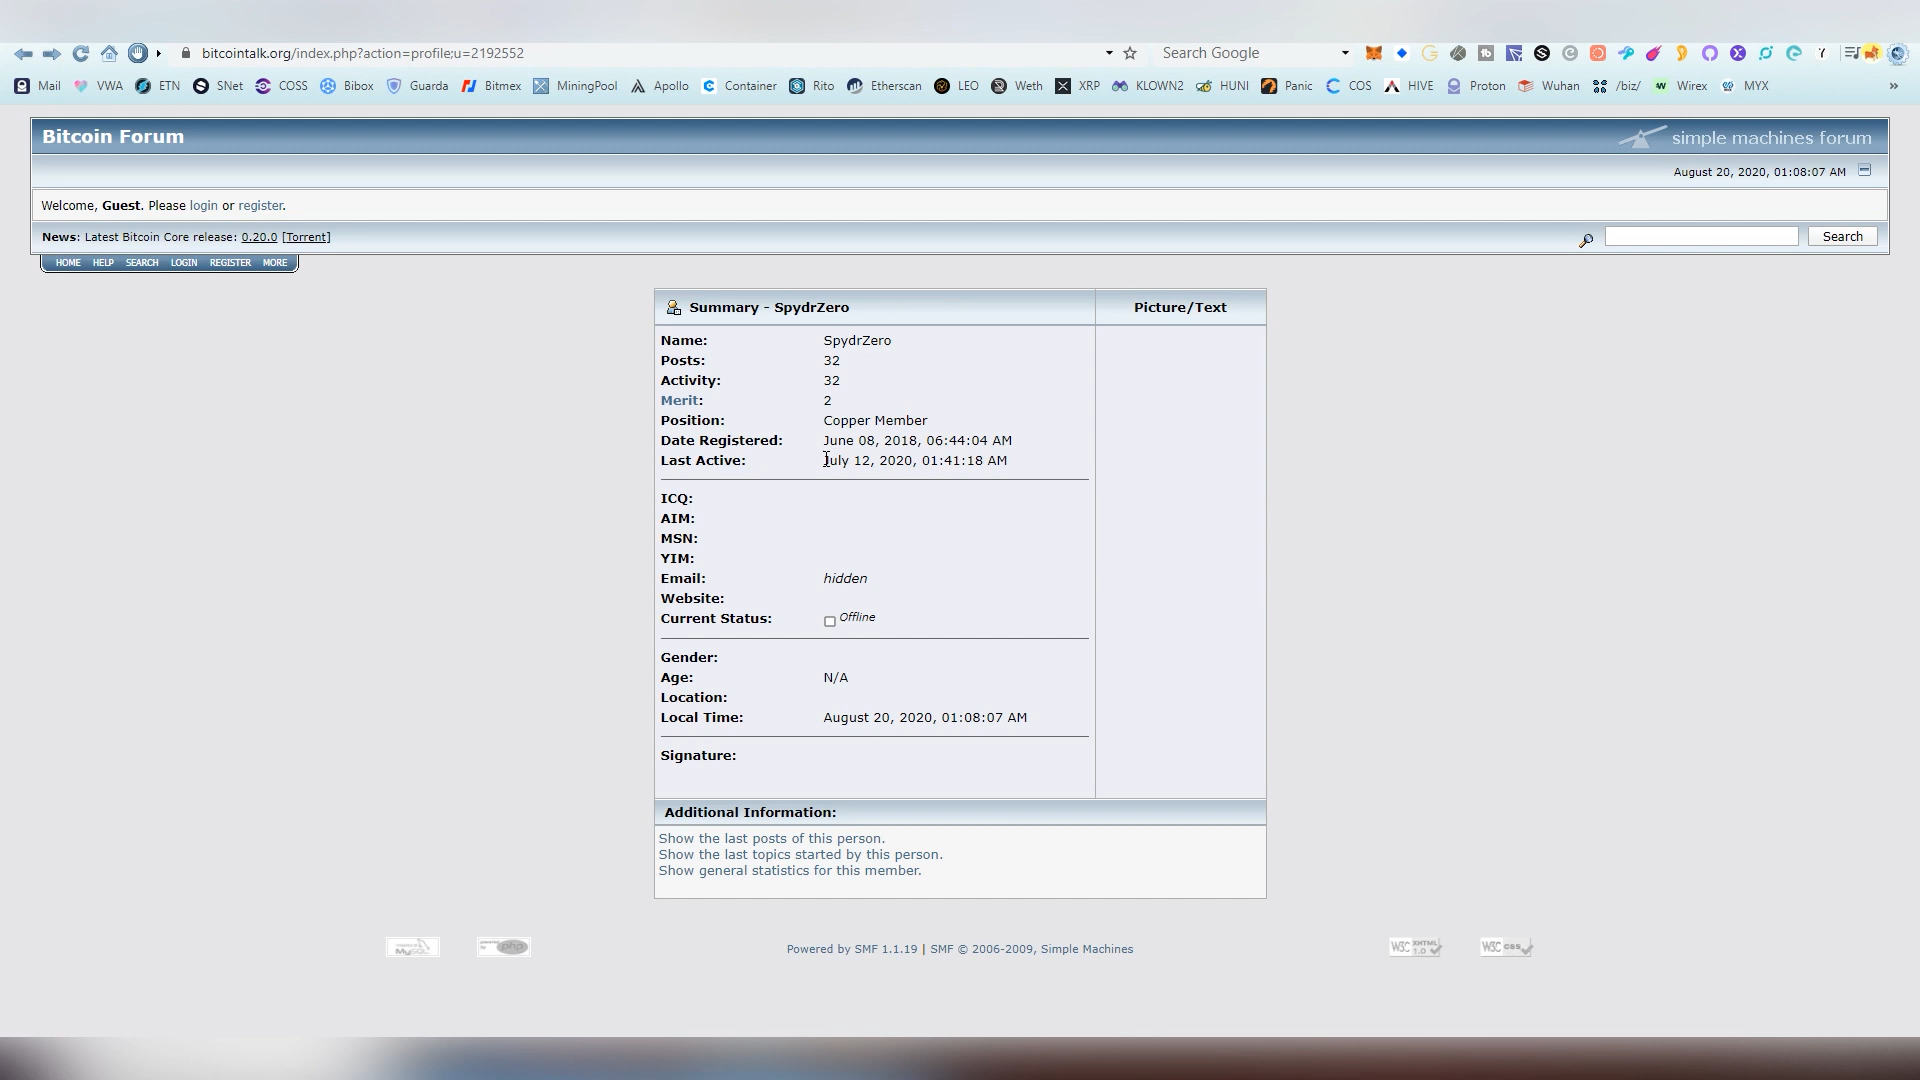 bitcointalk.org/index.php?action=profile;u=2192552 Search Google
Mail VWA ETN SNet COSS Bibox Guarda Bitmex MiningPool Apollo Container Rito Etherscan LEO Weth XRP KLOWN2 HUNI Panic COS HIVE Proton Wuhan /biz/ Wirex MYX »
Bitcoin Forum simple machines forum
August 20, 2020, 01:08:07 AM
Welcome, Guest. Please login or register.
News: Latest Bitcoin Core release: 0.20.0 [Torrent] Search
HOME HELP SEARCH LOGIN REGISTER MORE
Summary - SpydrZero Picture/Text
Name: SpydrZero
Posts: 32
Activity: 32
Merit: 2
Position: Copper Member
Date Registered: June 08, 2018, 06:44:04 AM
Last Active: July 12, 2020, 01:41:18 AM
ICQ:
AIM:
MSN:
YIM:
Email: hidden
Website:
Current Status: Offline
Gender:
Age: N/A
Location:
Local Time: August 20, 2020, 01:08:07 AM
Signature:
Additional Information:
Show the last posts of this person.
Show the last topics started by this person.
Show general statistics for this member.
MySQL php Powered by SMF 1.1.19 | SMF © 2006-2009, Simple Machines W3C XHTML 1.0 W3C css